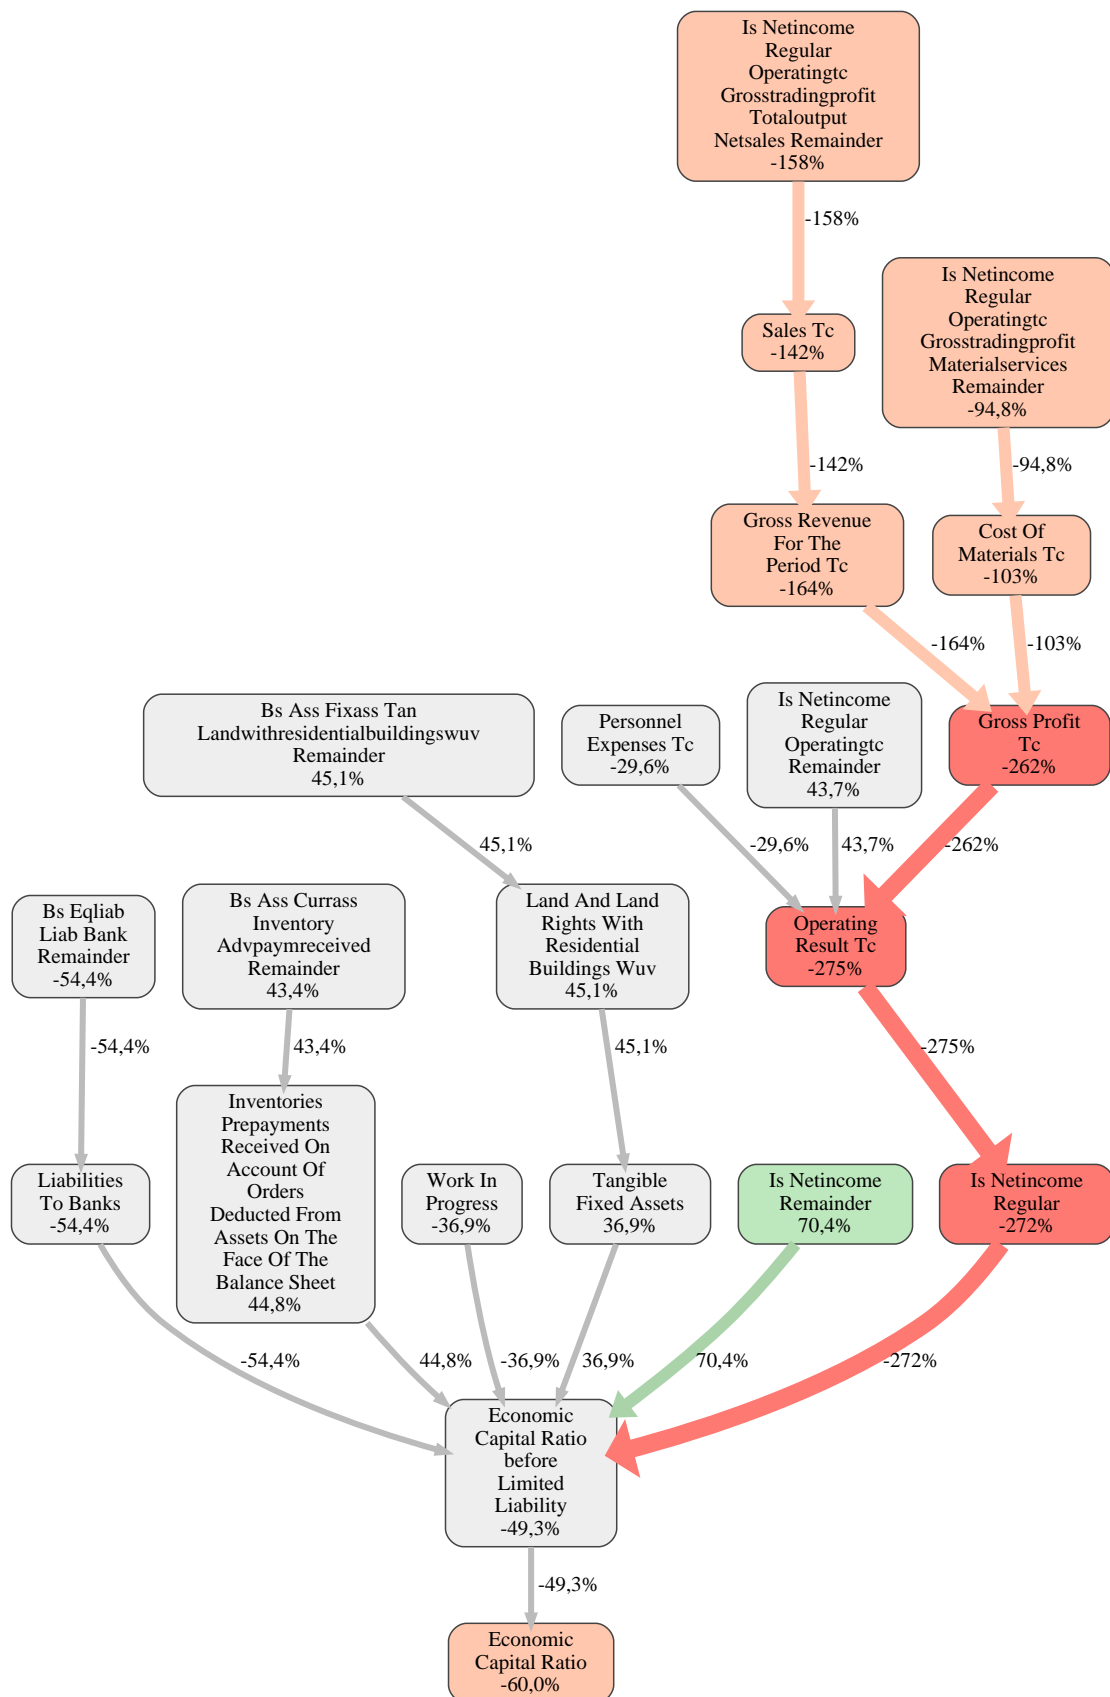 Is Netincome
Regular
Operatingtc
Grosstradingprofit
Totaloutput
Netsales Remainder
-158%
-158%
Is Netincome
Regular
Operatingtc
Grosstradingprofit
Materialservices
Remainder
-94,8%
Sales Tc
-142%
-142%
-94,8%
Gross Revenue
For The
Period Tc
-164%
Cost Of
Materials Tc
-103%
-164%
-103%
Bs Ass Fixass Tan
Landwithresidentialbuildingswuv
Remainder
45,1%
Personnel
Expenses Tc
-29,6%
Is Netincome
Regular
Operatingtc
Remainder
43,7%
Gross Profit
Tc
-262%
45,1%
-29,6%
43,7%
-262%
Bs Eqliab
Liab Bank
Remainder
-54,4%
Bs Ass Currass
Inventory
Advpaymreceived
Remainder
43,4%
Land And Land
Rights With
Residential
Buildings Wuv
45,1%
Operating
Result Tc
-275%
-54,4%
43,4%
45,1%
-275%
Liabilities
To Banks
-54,4%
Inventories
Prepayments
Received On
Account Of
Orders
Deducted From
Assets On The
Face Of The
Balance Sheet
44,8%
Work In
Progress
-36,9%
Tangible
Fixed Assets
36,9%
Is Netincome
Remainder
70,4%
Is Netincome
Regular
-272%
-54,4%
44,8%
-36,9%
36,9%
70,4%
-272%
Economic
Capital Ratio
before
Limited
Liability
-49,3%
-49,3%
Economic
Capital Ratio
-60,0%